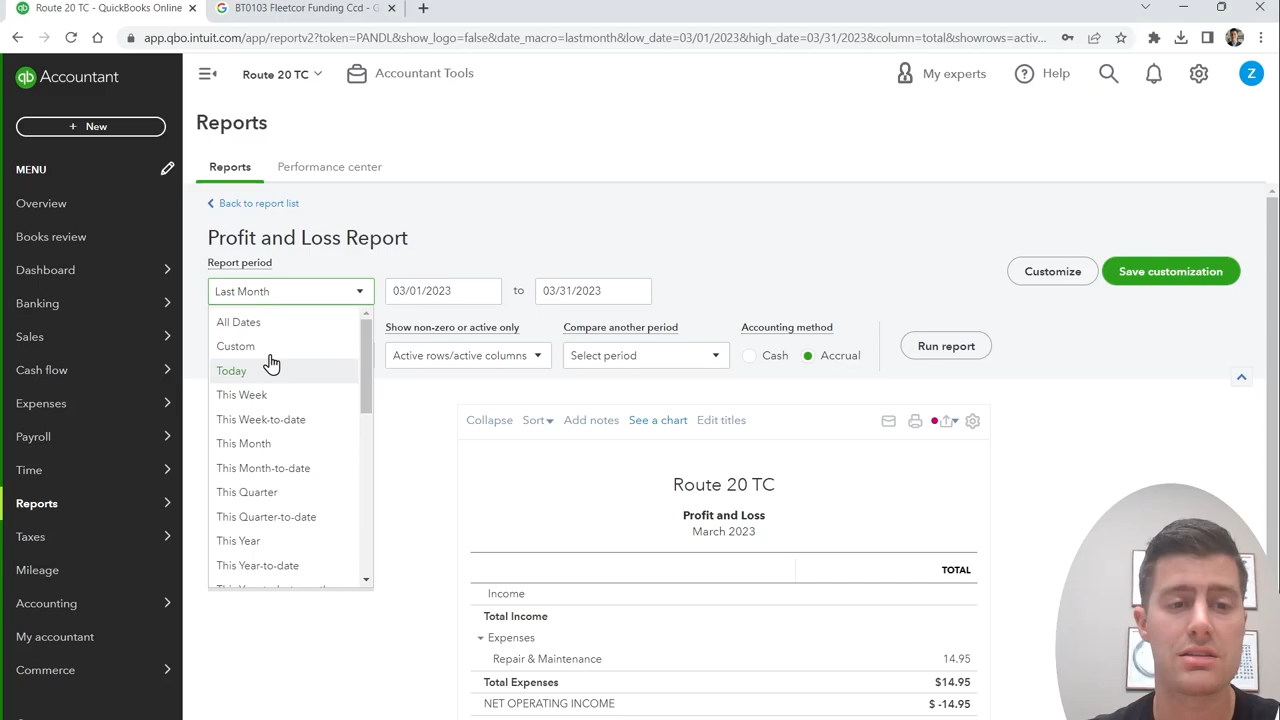 Route 20 TC - QuickBooks Online
BT0103 Fleetcor Funding Ccd - G
app.qbo.intuit.com/app/reportv2?token=PANDL&show_logo=false&date_macro=lastmonth&low_date=03/01/2023&high_date=03/31/2023&column=total&showrows=activ...
qb Accountant
Route 20 TC
Accountant Tools
My experts
Help
Z
+ New
MENU
Overview
Books review
Dashboard
Banking
Sales
Cash flow
Expenses
Payroll
Time
Reports
Taxes
Mileage
Accounting
My accountant
Commerce
Reports
Reports
Performance center
Back to report list
Profit and Loss Report
Report period
Last Month
03/01/2023
to
03/31/2023
Customize
Save customization
All Dates
Custom
Today
This Week
This Week-to-date
This Month
This Month-to-date
This Quarter
This Quarter-to-date
This Year
This Year-to-date
Show non-zero or active only
Active rows/active columns
Compare another period
Select period
Accounting method
Cash
Accrual
Run report
Collapse
Sort
Add notes
See a chart
Edit titles
Route 20 TC
Profit and Loss
March 2023
TOTAL
Income
Total Income
Expenses
Repair & Maintenance 14.95
Total Expenses $14.95
NET OPERATING INCOME $ -14.95